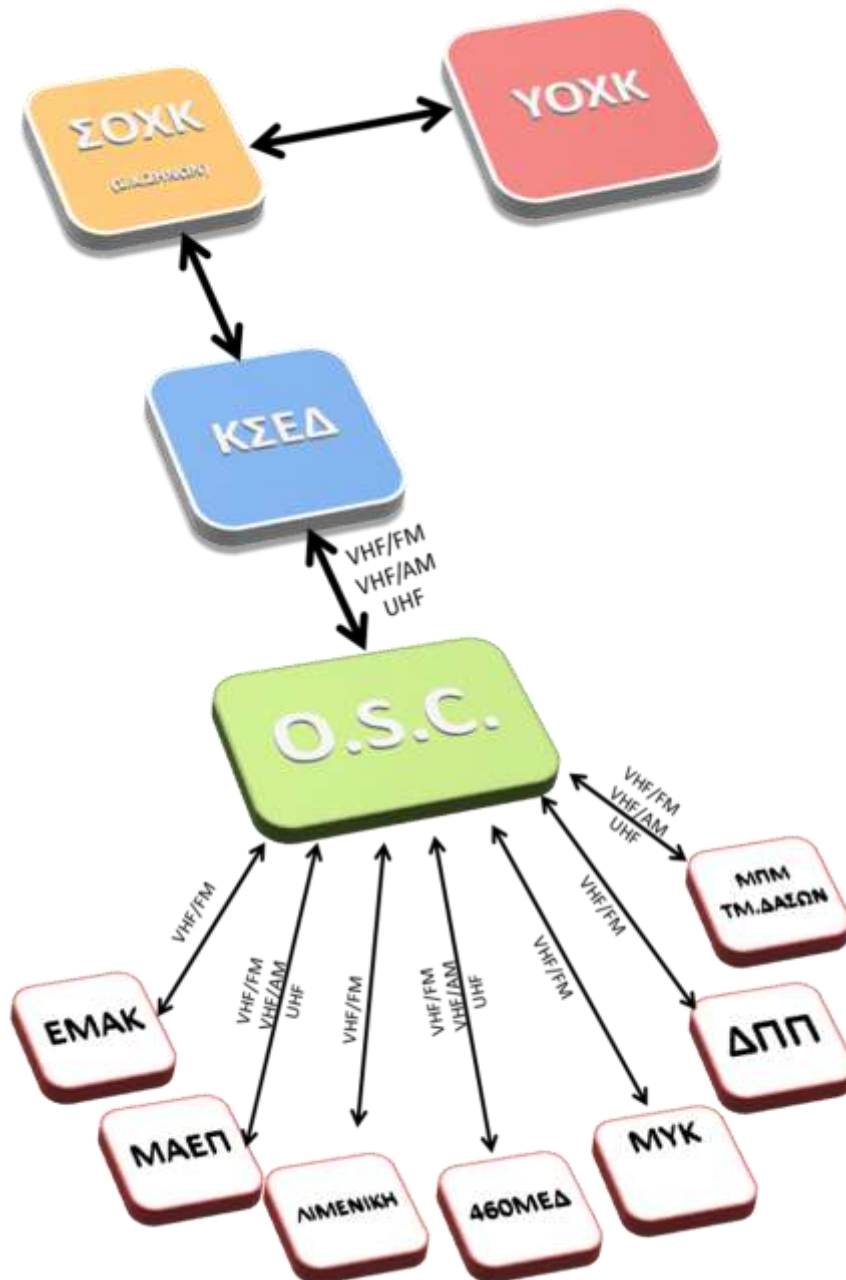 ΣΟΧΚ
ΥΟΧΚ
ΚΣΕΔ
VHF/FM
VHF/AM
UHF
O.S.C.
VHF/FM
VHF/AM
UHF
ΜΠΜ
ΤΜ.ΔΑΣΩΝ
VHF/FM
VHF/FM
VHF/AM
UHF
VHF/FM
VHF/FM
VHF/AM
UHF
VHF/FM
VHF/FM
ΕΜΑΚ
ΔΠΠ
ΜΑΕΠ
ΛΙΜΕΝΙΚΗ
460ΜΕΔ
ΜΥΚ